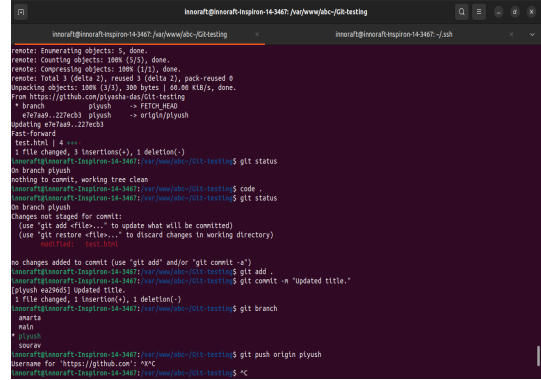 innoraft@innoraft-Inspiron-14-3467: /var/www/abc-/Git-testing
innoraft@innoraft-Inspiron-14-3467: /var/www/abc-/Git-testing
innoraft@innoraft-Inspiron-14-3467: ~/.ssh
remote: Enumerating objects: 5, done.
remote: Counting objects: 100% (5/5), done.
remote: Compressing objects: 100% (1/1), done.
remote: Total 3 (delta 2), reused 3 (delta 2), pack-reused 0
Unpacking objects: 100% (3/3), 300 bytes | 60.00 KiB/s, done.
From https://github.com/piyasha-das/Git-testing
* branch piyush -> FETCH_HEAD
e7e7aa9..227ecb3 piyush -> origin/piyush
Updating e7e7aa9..227ecb3
Fast-forward
test.html | 4 +++-
1 file changed, 3 insertions(+), 1 deletion(-)
innoraft@innoraft-Inspiron-14-3467:/var/www/abc-/Git-testing$ git status
On branch piyush
nothing to commit, working tree clean
innoraft@innoraft-Inspiron-14-3467:/var/www/abc-/Git-testing$ code .
innoraft@innoraft-Inspiron-14-3467:/var/www/abc-/Git-testing$ git status
On branch piyush
Changes not staged for commit:
(use "git add <file>..." to update what will be committed)
(use "git restore <file>..." to discard changes in working directory)
modified: test.html
no changes added to commit (use "git add" and/or "git commit -a")
innoraft@innoraft-Inspiron-14-3467:/var/www/abc-/Git-testing$ git add .
innoraft@innoraft-Inspiron-14-3467:/var/www/abc-/Git-testing$ git commit -m "Updated title."
[piyush ea296d5] Updated title.
1 file changed, 1 insertion(+), 1 deletion(-)
innoraft@innoraft-Inspiron-14-3467:/var/www/abc-/Git-testing$ git branch
amarta
main
* piyush
sourav
innoraft@innoraft-Inspiron-14-3467:/var/www/abc-/Git-testing$ git push origin piyush
Username for 'https://github.com': ^X^C
innoraft@innoraft-Inspiron-14-3467:/var/www/abc-/Git-testing$ ^C